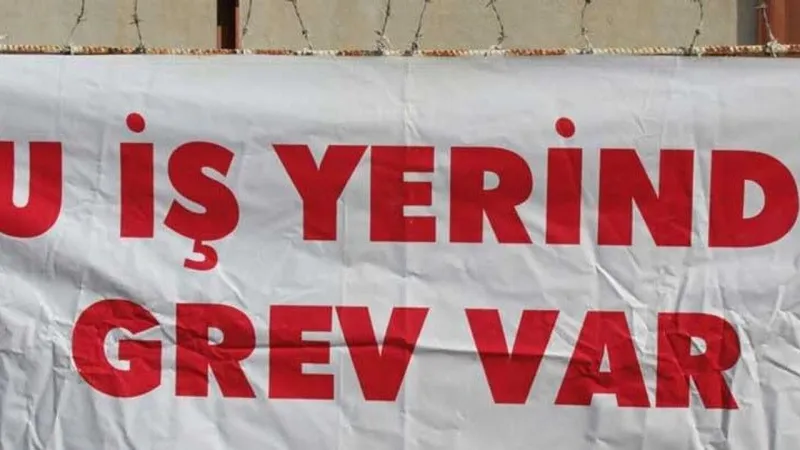 U İŞ YERİND
GREV VAR